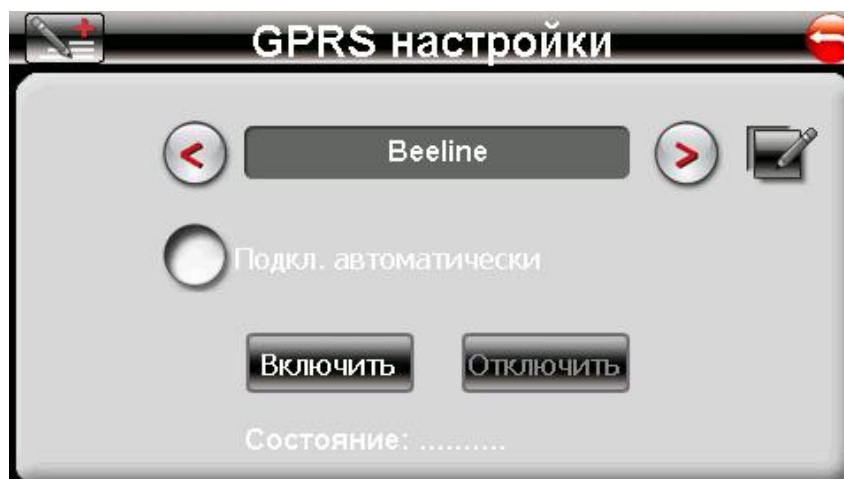 GPRS настройки
< Beeline >
Подкл. автоматически
Включить Отключить
Состояние: ..........